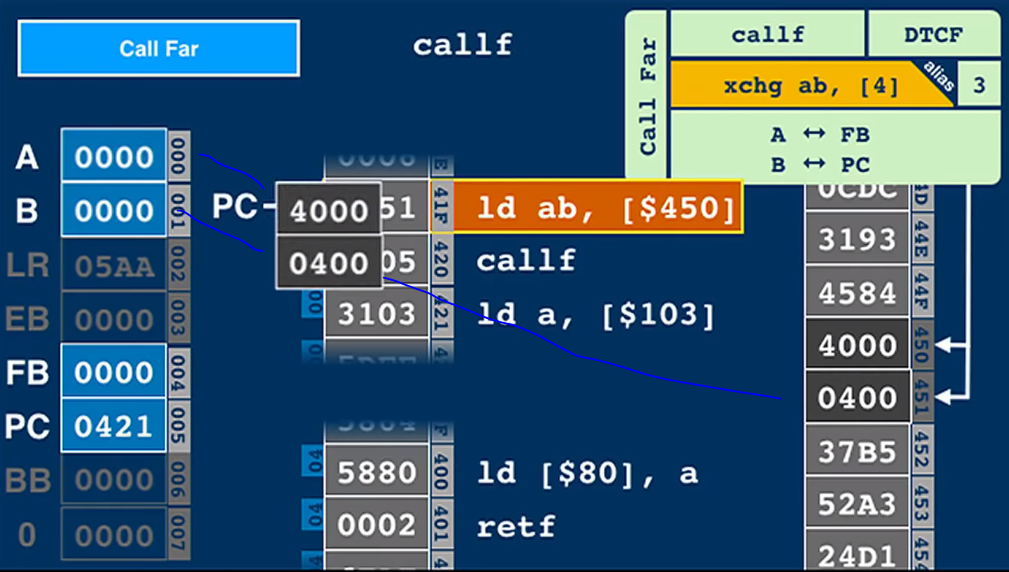 Call Far
callf
Call Far
callf
DTCF
xchg ab, [4]
alias
3
A ↔ FB
B ↔ PC
A 0000 000
B 0000 001
LR 05AA 002
EB 0000 003
FB 0000 004
PC 0421 005
BB 0000 006
0 0000 007
PC
4000
0400
51 41F ld ab, [$450]
05 420 callf
3103 421 ld a, [$103]
04 5880 400 ld [$80], a
04 0002 401 retf
0CDC 4D
3193 44E
4584 44F
4000 450
0400 451
37B5 452
52A3 453
24D1 454